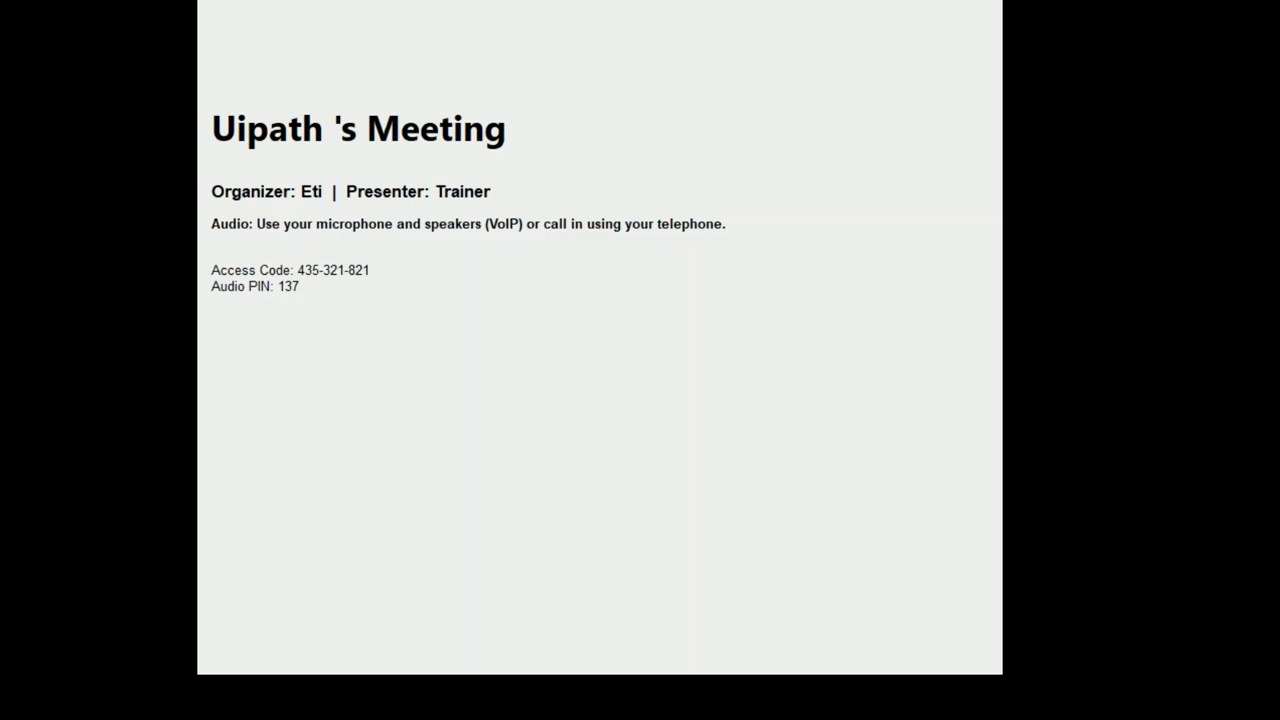 Uipath 's Meeting
Organizer: Eti | Presenter: Trainer
Audio: Use your microphone and speakers (VoIP) or call in using your telephone.
Access Code: 435-321-821
Audio PIN: 137